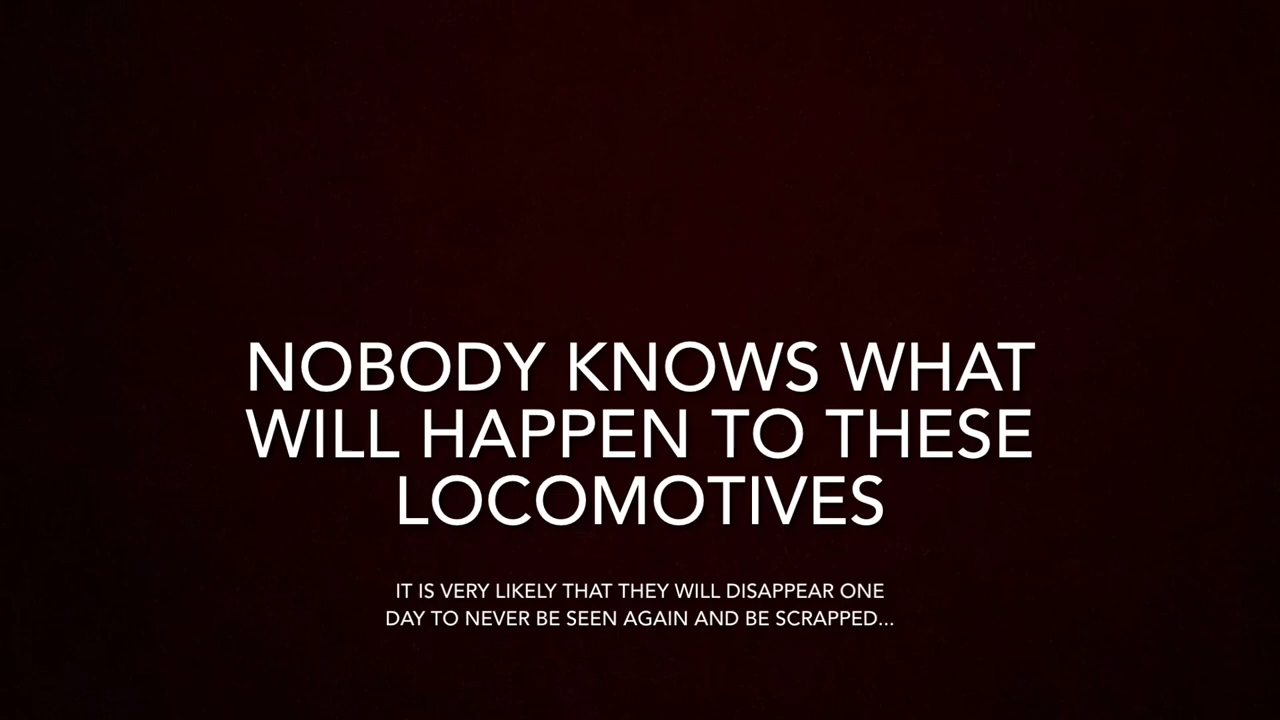 NOBODY KNOWS WHAT
WILL HAPPEN TO THESE
LOCOMOTIVES
IT IS VERY LIKELY THAT THEY WILL DISAPPEAR ONE
DAY TO NEVER BE SEEN AGAIN AND BE SCRAPPED...